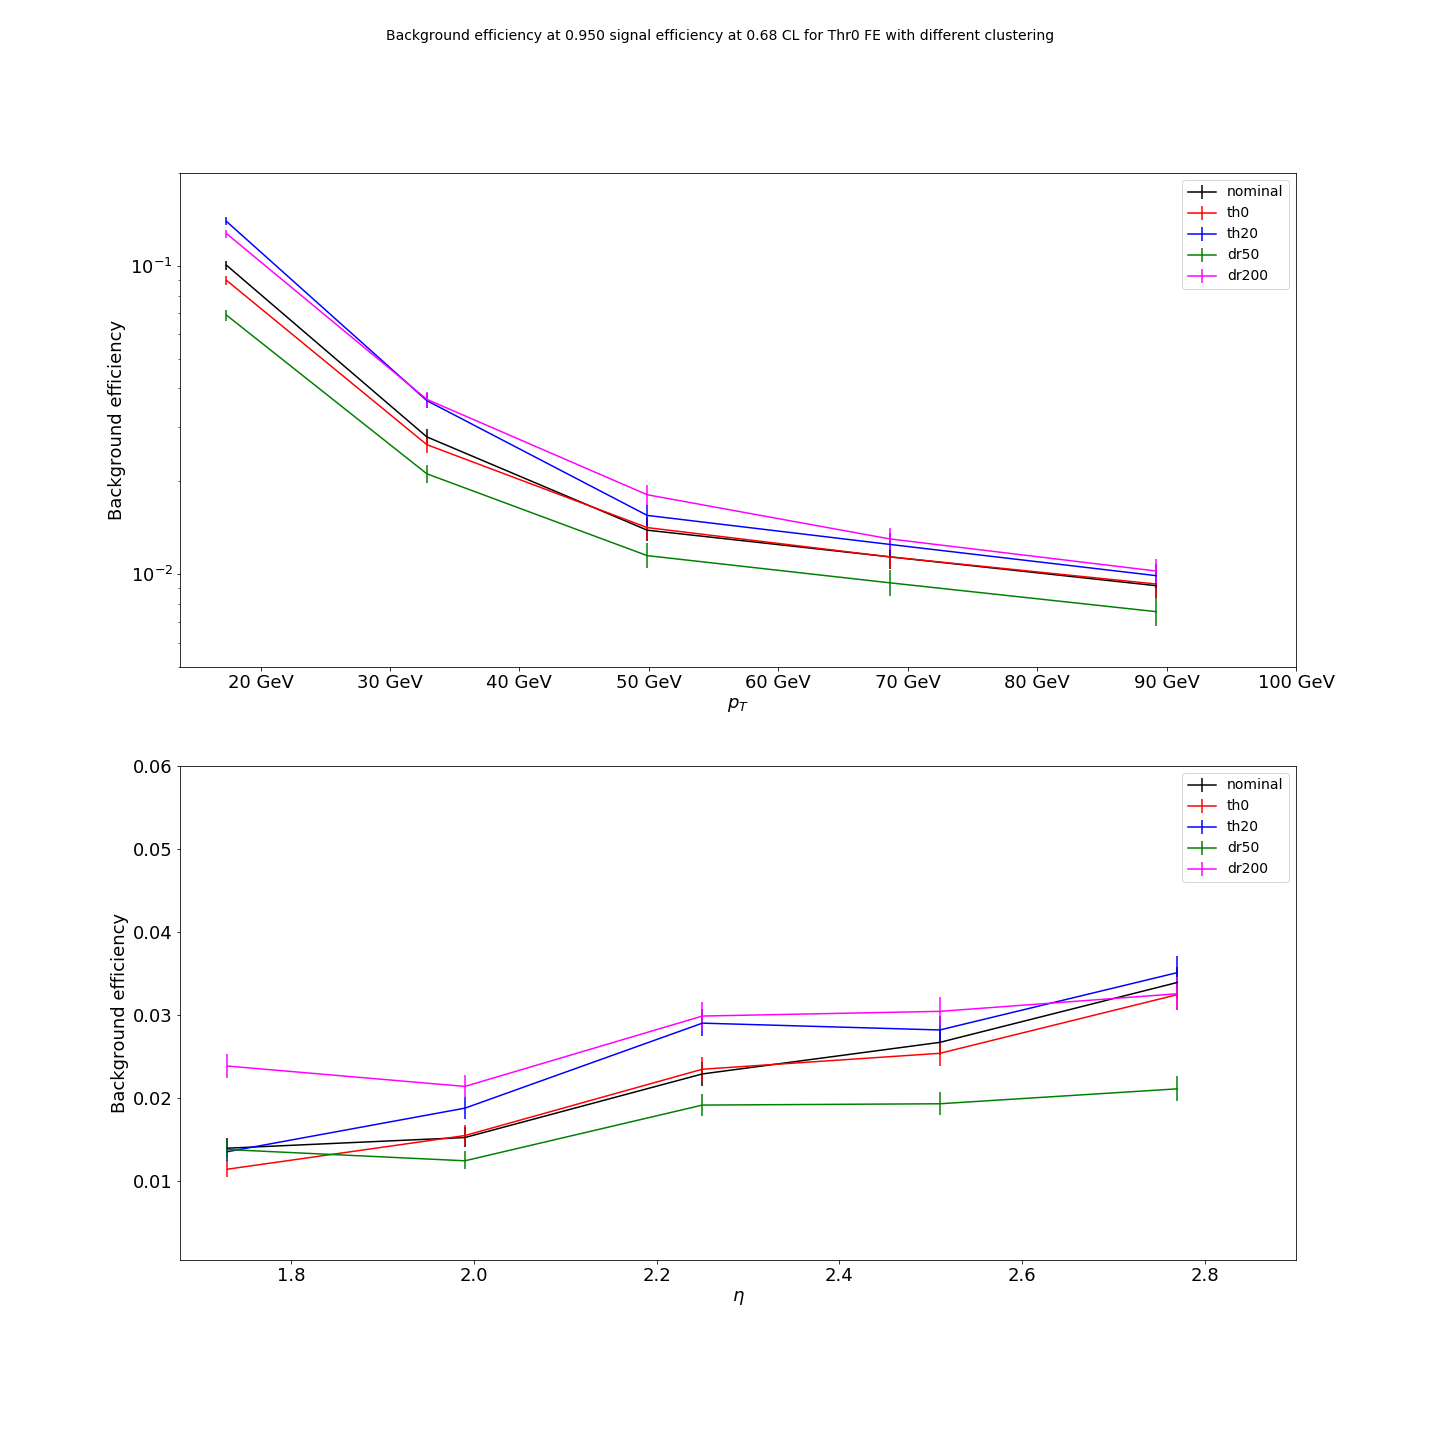 Background efficiency at 0.950 signal efficiency at 0.68 CL for Thr0 FE with different clustering
nominal
th0
th20
dr50
dr200
Background efficiency
10⁻¹
10⁻²
20 GeV 30 GeV 40 GeV 50 GeV 60 GeV 70 GeV 80 GeV 90 GeV 100 GeV
p_T
nominal
th0
th20
dr50
dr200
Background efficiency
0.06
0.05
0.04
0.03
0.02
0.01
1.8 2.0 2.2 2.4 2.6 2.8
η